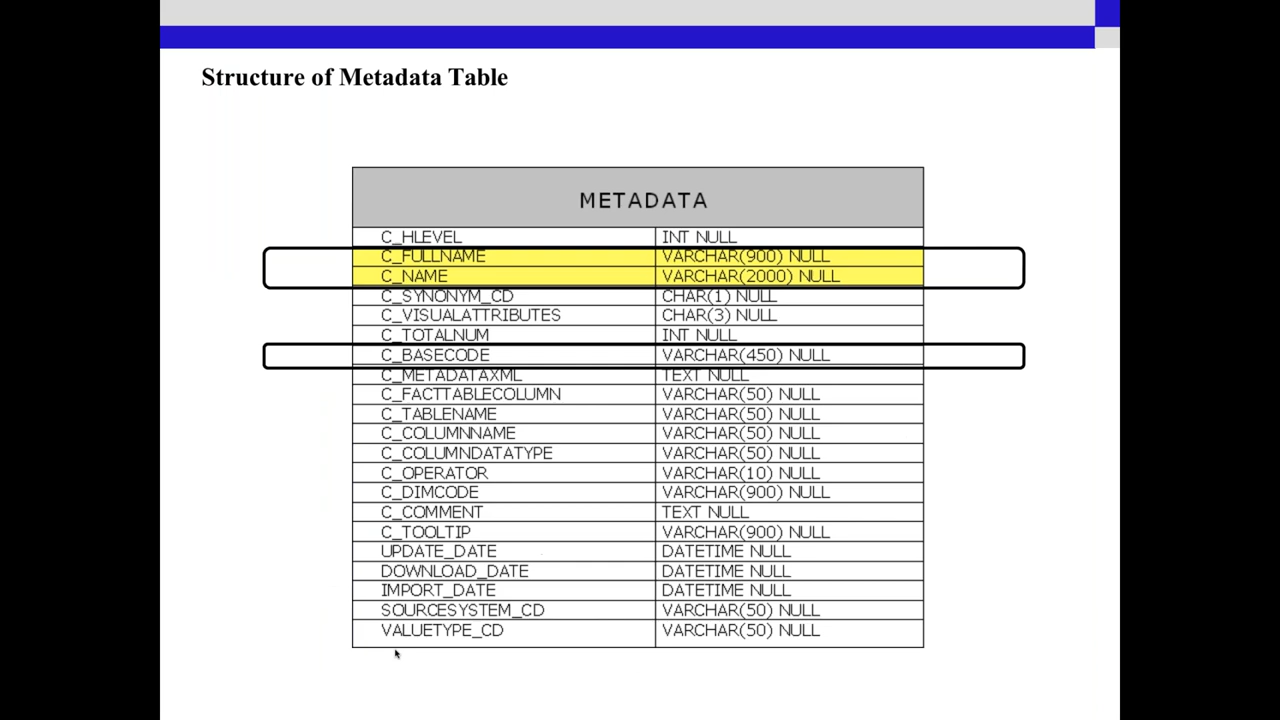 Structure of Metadata Table
METADATA
C_HLEVEL INT NULL
C_FULLNAME VARCHAR(900) NULL
C_NAME VARCHAR(2000) NULL
C_SYNONYM_CD CHAR(1) NULL
C_VISUALATTRIBUTES CHAR(3) NULL
C_TOTALNUM INT NULL
C_BASECODE VARCHAR(450) NULL
C_METADATAXML TEXT NULL
C_FACTTABLECOLUMN VARCHAR(50) NULL
C_TABLENAME VARCHAR(50) NULL
C_COLUMNNAME VARCHAR(50) NULL
C_COLUMNDATATYPE VARCHAR(50) NULL
C_OPERATOR VARCHAR(10) NULL
C_DIMCODE VARCHAR(900) NULL
C_COMMENT TEXT NULL
C_TOOLTIP VARCHAR(900) NULL
UPDATE_DATE DATETIME NULL
DOWNLOAD_DATE DATETIME NULL
IMPORT_DATE DATETIME NULL
SOURCESYSTEM_CD VARCHAR(50) NULL
VALUETYPE_CD VARCHAR(50) NULL